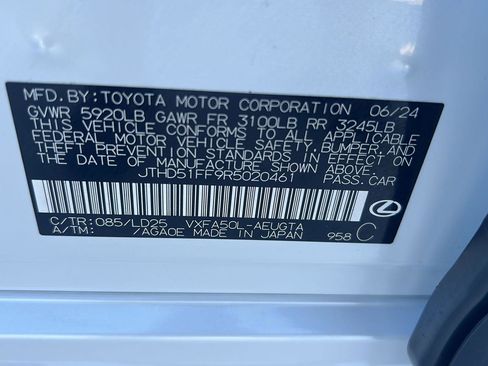 MFD. BY: TOYOTA MOTOR CORPORATION 06/24
GVWR 5920LB GAWR FR 3100LB RR 3245LB
THIS VEHICLE CONFORMS TO ALL APPLICABLE
FEDERAL MOTOR VEHICLE SAFETY, BUMPER, AND
THEFT PREVENTION STANDARDS IN EFFECT ON
THE DATE OF MANUFACTURE SHOWN ABOVE.
JTHD51FF9R5020461 PASS.CAR
C/TR:085/LD25 VXFA50L-AEUGTA
A/TM: /AGA0E MADE IN JAPAN 958 C